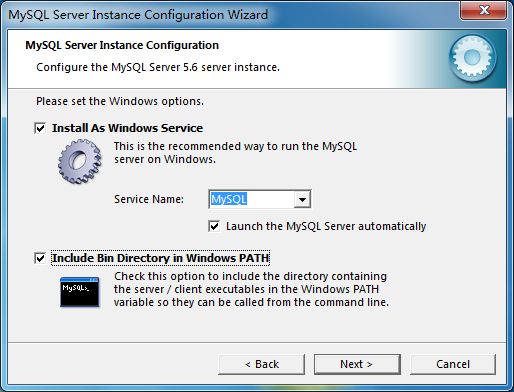 MySQL Server Instance Configuration Wizard
MySQL Server Instance Configuration
Configure the MySQL Server 5.6 server instance.
Please set the Windows options.
Install As Windows Service
This is the recommended way to run the MySQL
server on Windows.
Service Name: MySQL
Launch the MySQL Server automatically
Include Bin Directory in Windows PATH
MySQL>_
Check this option to include the directory containing
the server / client executables in the Windows PATH
variable so they can be called from the command line.
< Back Next > Cancel